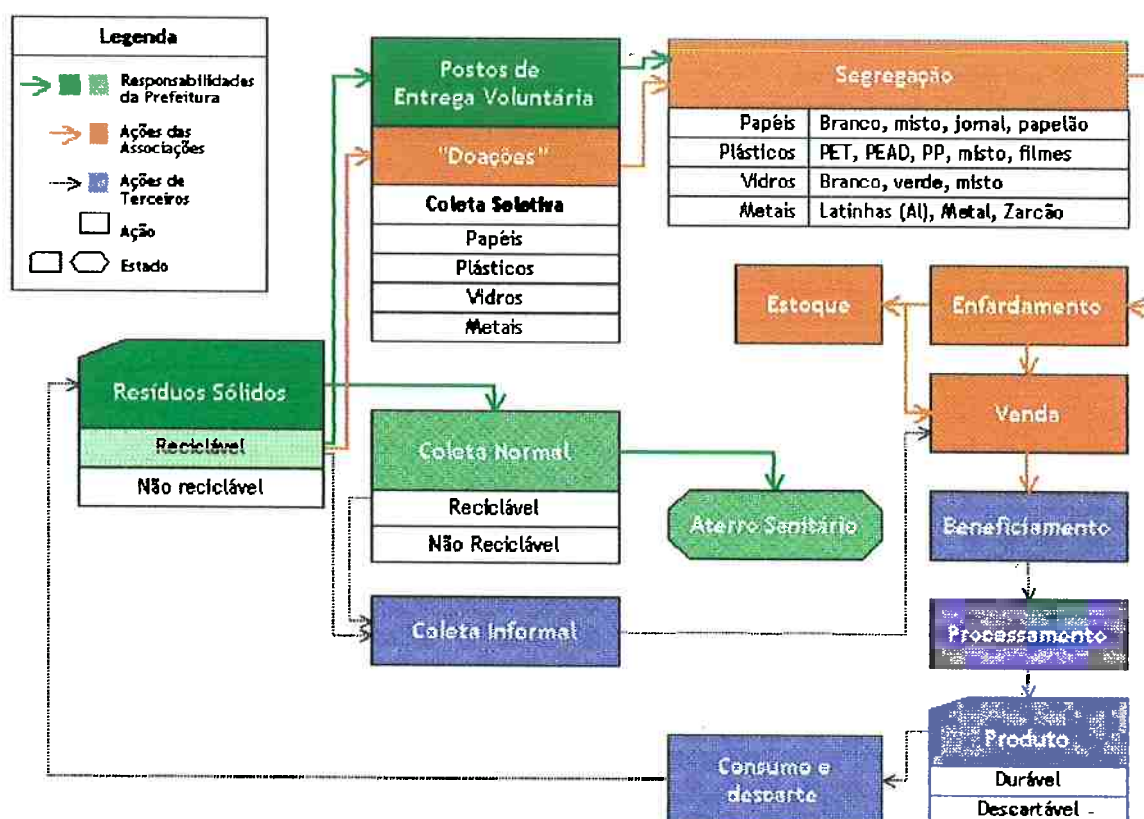 Legenda
Responsabilidades
da Prefeitura
Ações das
Associações
Ações de
Terceiros
Ação
Estado
Postos de
Entrega Voluntária
"Doações"
Coleta Seletiva
Papéis
Plásticos
Vidros
Metais
Segregação
Papéis Branco, misto, jornal, papelão
Plásticos PET, PEAD, PP, misto, filmes
Vidros Branco, verde, misto
Metais Latinhas (Al), Metal, Zarcão
Estoque
Enfardamento
Venda
Resíduos Sólidos
Reciclável
Não reciclável
Coleta Normal
Reciclável
Não Reciclável
Aterro Sanitário
Coleta Informal
Beneficiamento
Processamento
Produto
Durável
Descartável
Consumo e
descarte